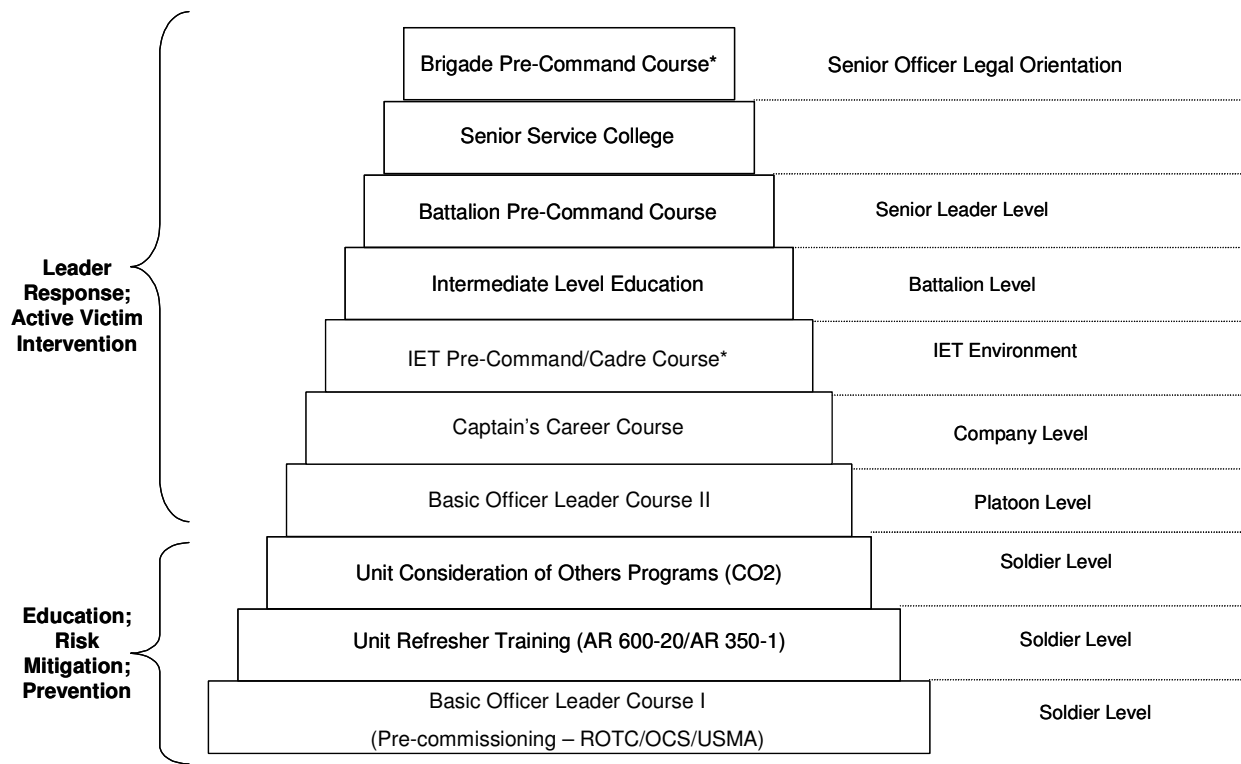 Brigade Pre-Command Course*
Senior Officer Legal Orientation
Senior Service College
Battalion Pre-Command Course
Senior Leader Level
Leader
Response;
Active Victim
Intervention
Intermediate Level Education
Battalion Level
IET Pre-Command/Cadre Course*
IET Environment
Captain’s Career Course
Company Level
Basic Officer Leader Course II
Platoon Level
Unit Consideration of Others Programs (CO2)
Soldier Level
Education;
Risk
Mitigation;
Prevention
Unit Refresher Training (AR 600-20/AR 350-1)
Soldier Level
Basic Officer Leader Course I
(Pre-commissioning – ROTC/OCS/USMA)
Soldier Level